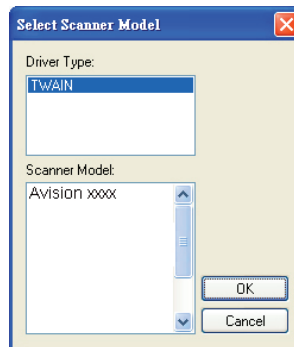 Select Scanner Model
Driver Type:
TWAIN
Scanner Model:
Avision xxxx
OK
Cancel